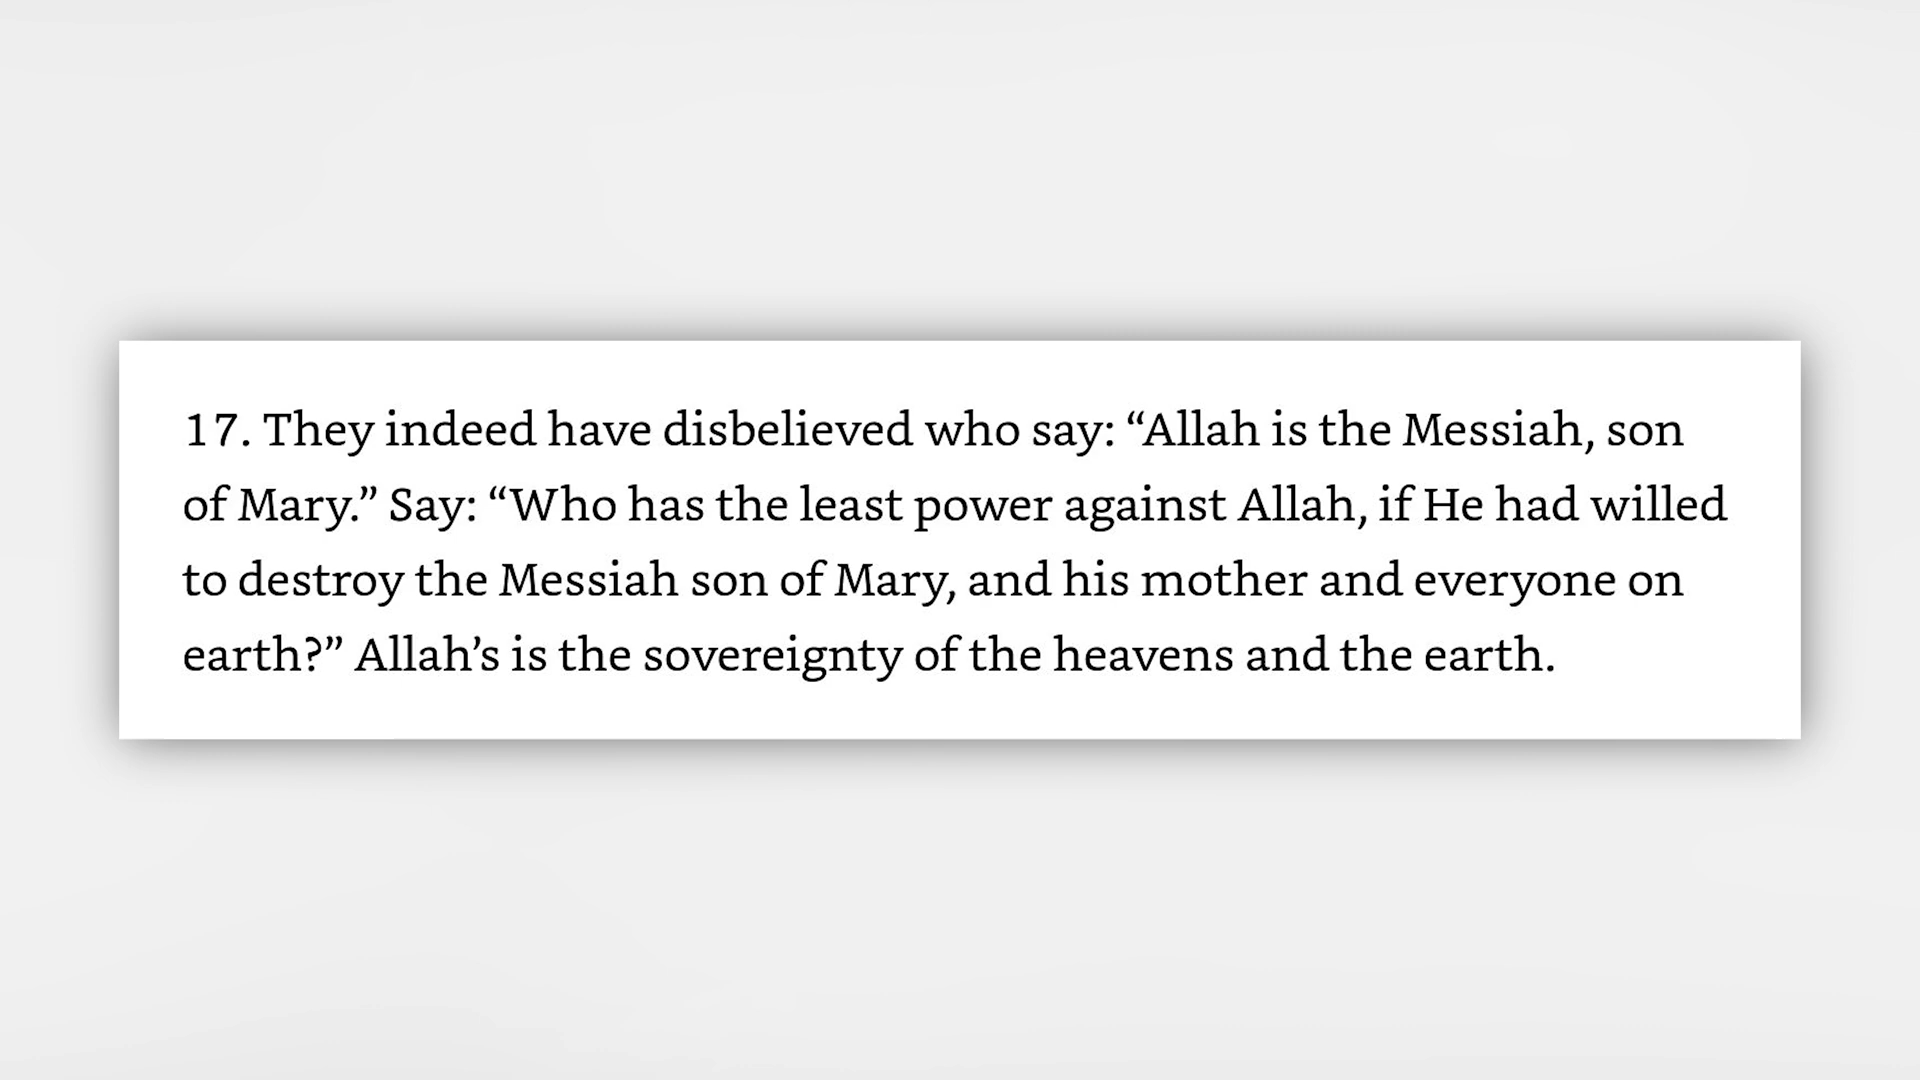 17. They indeed have disbelieved who say: “Allah is the Messiah, son
of Mary.” Say: “Who has the least power against Allah, if He had willed
to destroy the Messiah son of Mary, and his mother and everyone on
earth?” Allah’s is the sovereignty of the heavens and the earth.